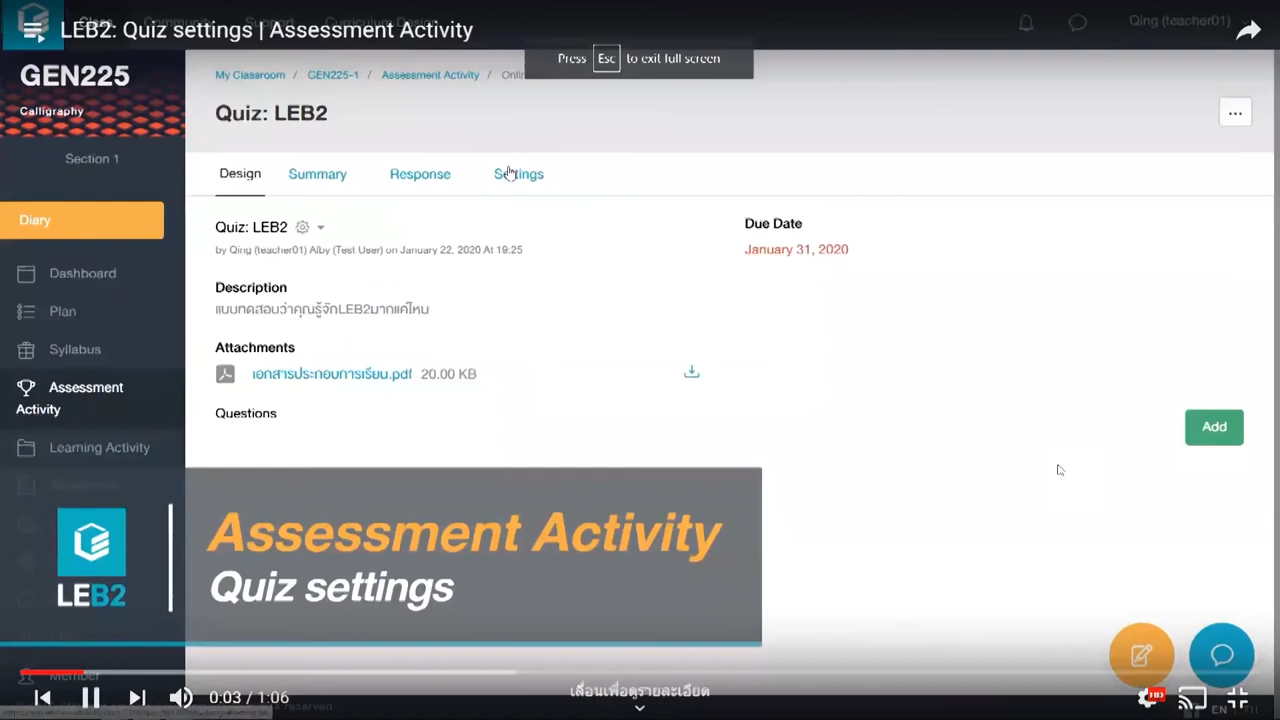 LEB2: Quiz settings | Assessment Activity
Qing (teacher01)
Press Esc to exit full screen
GEN225
Calligraphy
Section 1
Diary
Dashboard
Plan
Syllabus
Assessment
Activity
Learning Activity
Member
My Classroom / GEN225-1 / Assessment Activity /
Quiz: LEB2
...
Design Summary Response Settings
Quiz: LEB2
by Qing (teacher01) Alby (Test User) on January 22, 2020 At 19:25
Due Date
January 31, 2020
Description
แบบทดสอบว่าคุณรู้จักLEB2มากแค่ไหน
Attachments
เอกสารประกอบการเรียน.pdf 20.00 KB
Questions
Add
LEB2
Assessment Activity
Quiz settings
0:03 / 1:06
เลื่อนเพื่อดูรายละเอียด
HD
EN